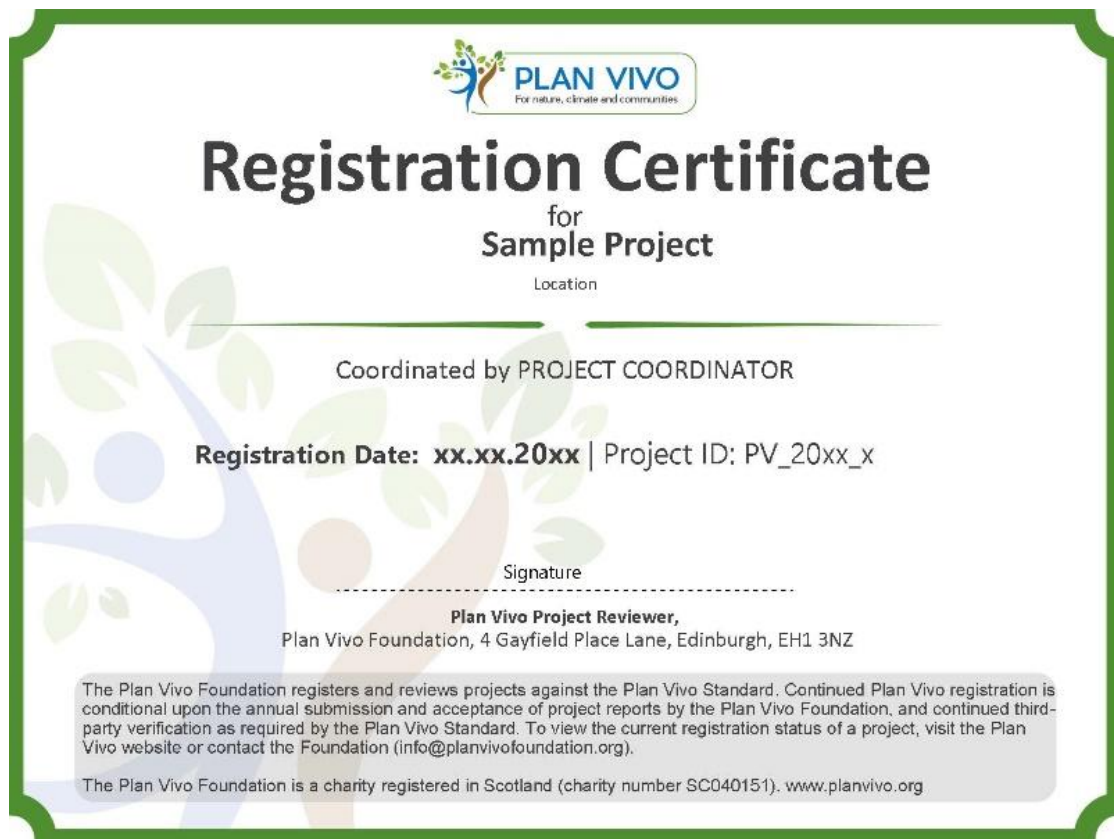 PLAN VIVO
For nature, climate and communities
Registration Certificate
for
Sample Project
Location
Coordinated by PROJECT COORDINATOR
Registration Date: xx.xx.20xx | Project ID: PV_20xx_x
Signature
Plan Vivo Project Reviewer,
Plan Vivo Foundation, 4 Gayfield Place Lane, Edinburgh, EH1 3NZ
The Plan Vivo Foundation registers and reviews projects against the Plan Vivo Standard. Continued Plan Vivo registration is
conditional upon the annual submission and acceptance of project reports by the Plan Vivo Foundation, and continued third-
party verification as required by the Plan Vivo Standard. To view the current registration status of a project, visit the Plan
Vivo website or contact the Foundation (info@planvivofoundation.org).
The Plan Vivo Foundation is a charity registered in Scotland (charity number SC040151). www.planvivo.org